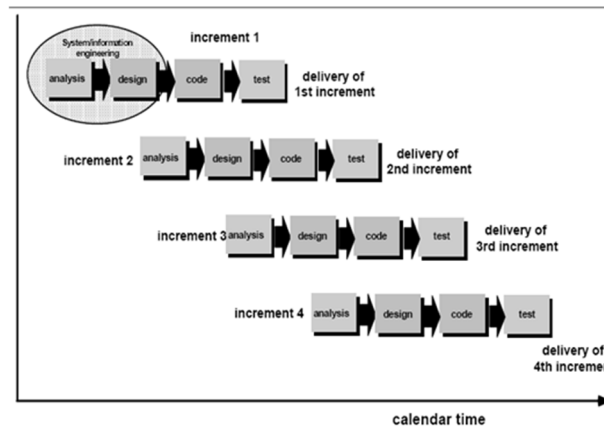 increment 1
System/information
engineering
analysis
design
code
test
delivery of
1st increment
increment 2
analysis
design
code
test
delivery of
2nd increment
increment 3
analysis
design
code
test
delivery of
3rd increment
increment 4
analysis
design
code
test
delivery of
4th increme
calendar time